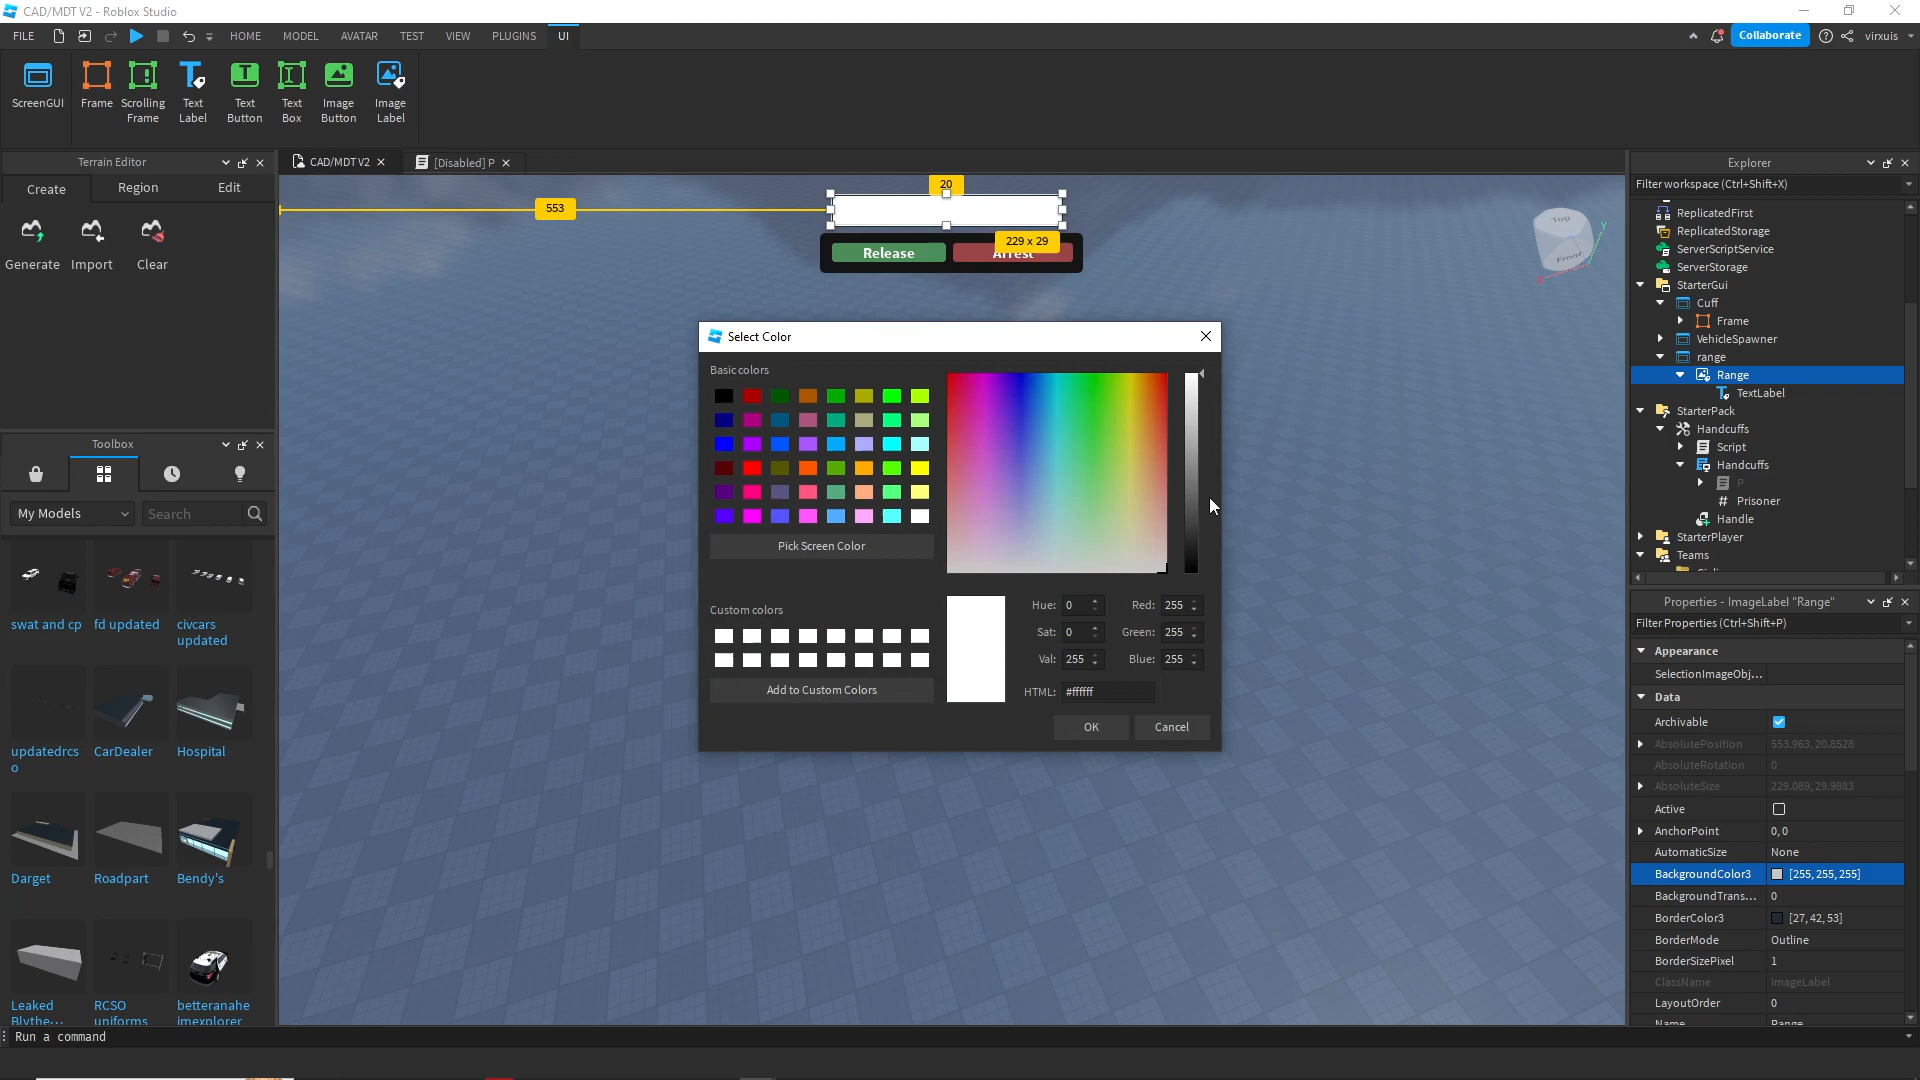 CAD/MDT V2 - Roblox Studio
FILE HOME MODEL AVATAR TEST VIEW PLUGINS UI Collaborate virxuis
ScreenGUI Frame Scrolling Frame Text Label Text Button Text Box Image Button Image Label
Terrain Editor
Create Region Edit
Generate Import Clear
Toolbox
My Models Search
swat and cp fd updated civcars updated
updatedrcso CarDealer Hospital
Darget Roadpart Bendy's
Leaked Blythe... RCSO uniforms betteranaheimexplorer
CAD/MDT V2 [Disabled] P
20
553
229 x 29
Release Arrest
Top
Front
Y
X
Select Color
Basic colors
Pick Screen Color
Custom colors
Add to Custom Colors
Hue: 0 Red: 255
Sat: 0 Green: 255
Val: 255 Blue: 255
HTML: #ffffff
OK Cancel
Explorer
Filter workspace (Ctrl+Shift+X)
ReplicatedFirst
ReplicatedStorage
ServerScriptService
ServerStorage
StarterGui
Cuff
Frame
VehicleSpawner
range
Range
TextLabel
StarterPack
Handcuffs
Script
Handcuffs
P
Prisoner
Handle
StarterPlayer
Teams
Properties - ImageLabel "Range"
Filter Properties (Ctrl+Shift+P)
Appearance
SelectionImageObj...
Data
Archivable
AbsolutePosition 553.963, 20.8528
AbsoluteRotation 0
AbsoluteSize 229.089, 29.9883
Active
AnchorPoint 0, 0
AutomaticSize None
BackgroundColor3 [255, 255, 255]
BackgroundTrans... 0
BorderColor3 [27, 42, 53]
BorderMode Outline
BorderSizePixel 1
ClassName ImageLabel
LayoutOrder 0
Name Range
Run a command